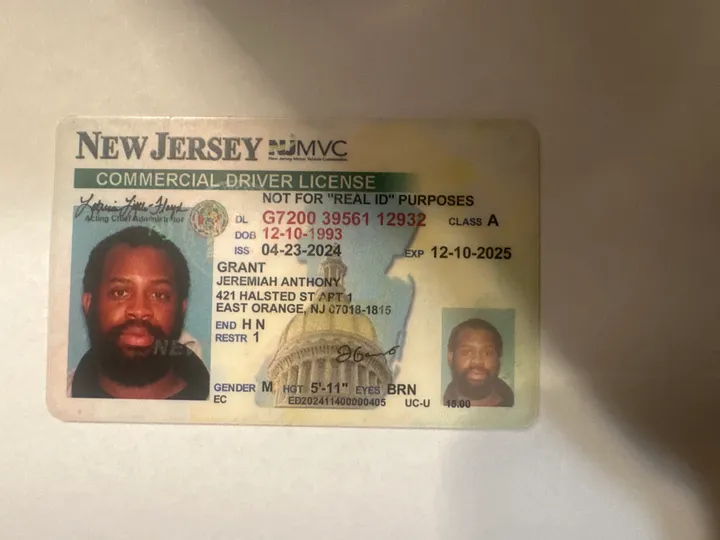 NEW JERSEY NJMVC
New Jersey Motor Vehicle Commission
COMMERCIAL DRIVER LICENSE
NOT FOR "REAL ID" PURPOSES
Acting Chief Administrator
DL G7200 39561 12932 CLASS A
DOB 12-10-1993
ISS 04-23-2024 EXP 12-10-2025
GRANT
JEREMIAH ANTHONY
421 HALSTED ST APT 1
EAST ORANGE, NJ 07018-1815
END H N
RESTR 1
GENDER M HGT 5'-11" EYES BRN
EC ED202411400000405 UC-U 15.00